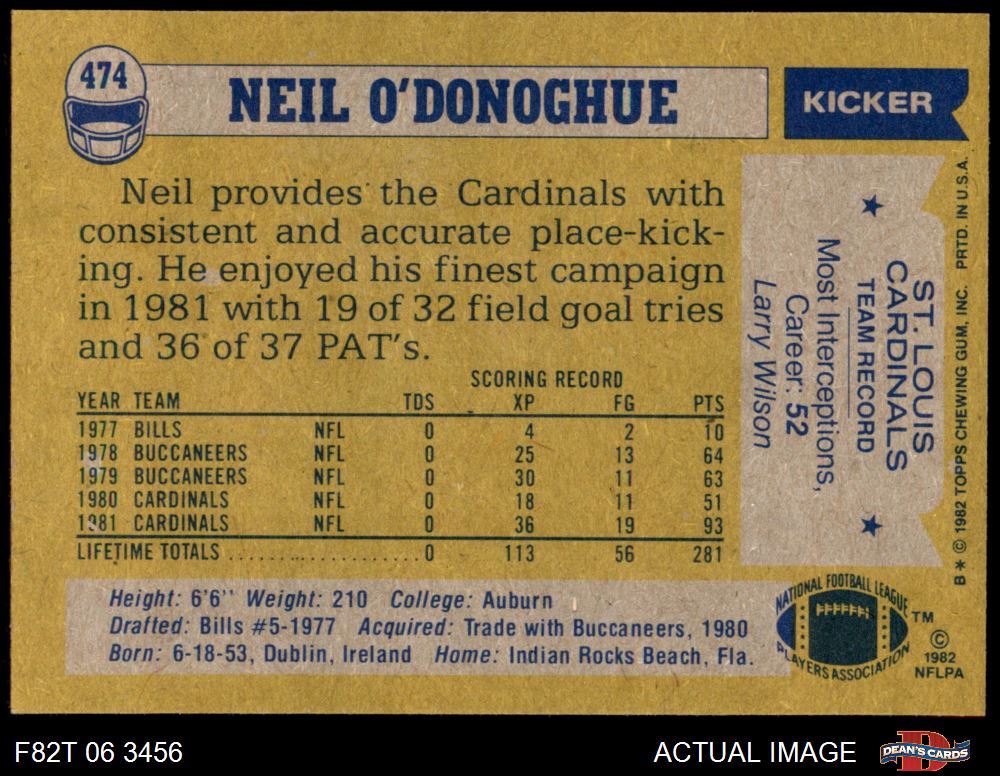 474
NEIL O'DONOGHUE
KICKER
Neil provides the Cardinals with
consistent and accurate place-kick-
ing. He enjoyed his finest campaign
in 1981 with 19 of 32 field goal tries
and 36 of 37 PAT's.
SCORING RECORD
YEAR TEAM TDS XP FG PTS
1977 BILLS NFL 0 4 2 10
1978 BUCCANEERS NFL 0 25 13 64
1979 BUCCANEERS NFL 0 30 11 63
1980 CARDINALS NFL 0 18 11 51
1981 CARDINALS NFL 0 36 19 93
LIFETIME TOTALS ..................... 0 113 56 281
Height: 6'6" Weight: 210 College: Auburn
Drafted: Bills #5-1977 Acquired: Trade with Buccaneers, 1980
Born: 6-18-53, Dublin, Ireland Home: Indian Rocks Beach, Fla.
ST. LOUIS
CARDINALS
TEAM RECORD
Most Interceptions,
Career: 52
Larry Wilson
B* © 1982 TOPPS CHEWING GUM, INC. PRTD. IN U.S.A.
NATIONAL FOOTBALL LEAGUE
PLAYERS ASSOCIATION
TM
©
1982
NFLPA
F82T 06 3456
ACTUAL IMAGE
DEAN'S CARDS